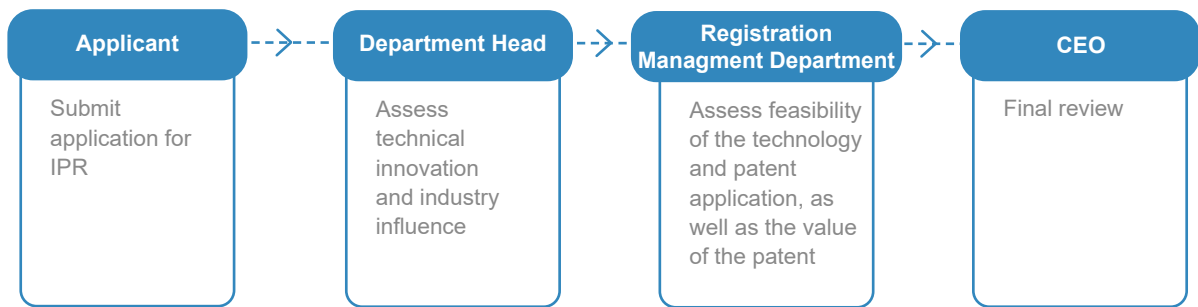 Applicant
Submit
application for
IPR
Department Head
Assess
technical
innovation
and industry
influence
Registration
Managment Department
Assess feasibility
of the technology
and patent
application, as
well as the value
of the patent
CEO
Final review